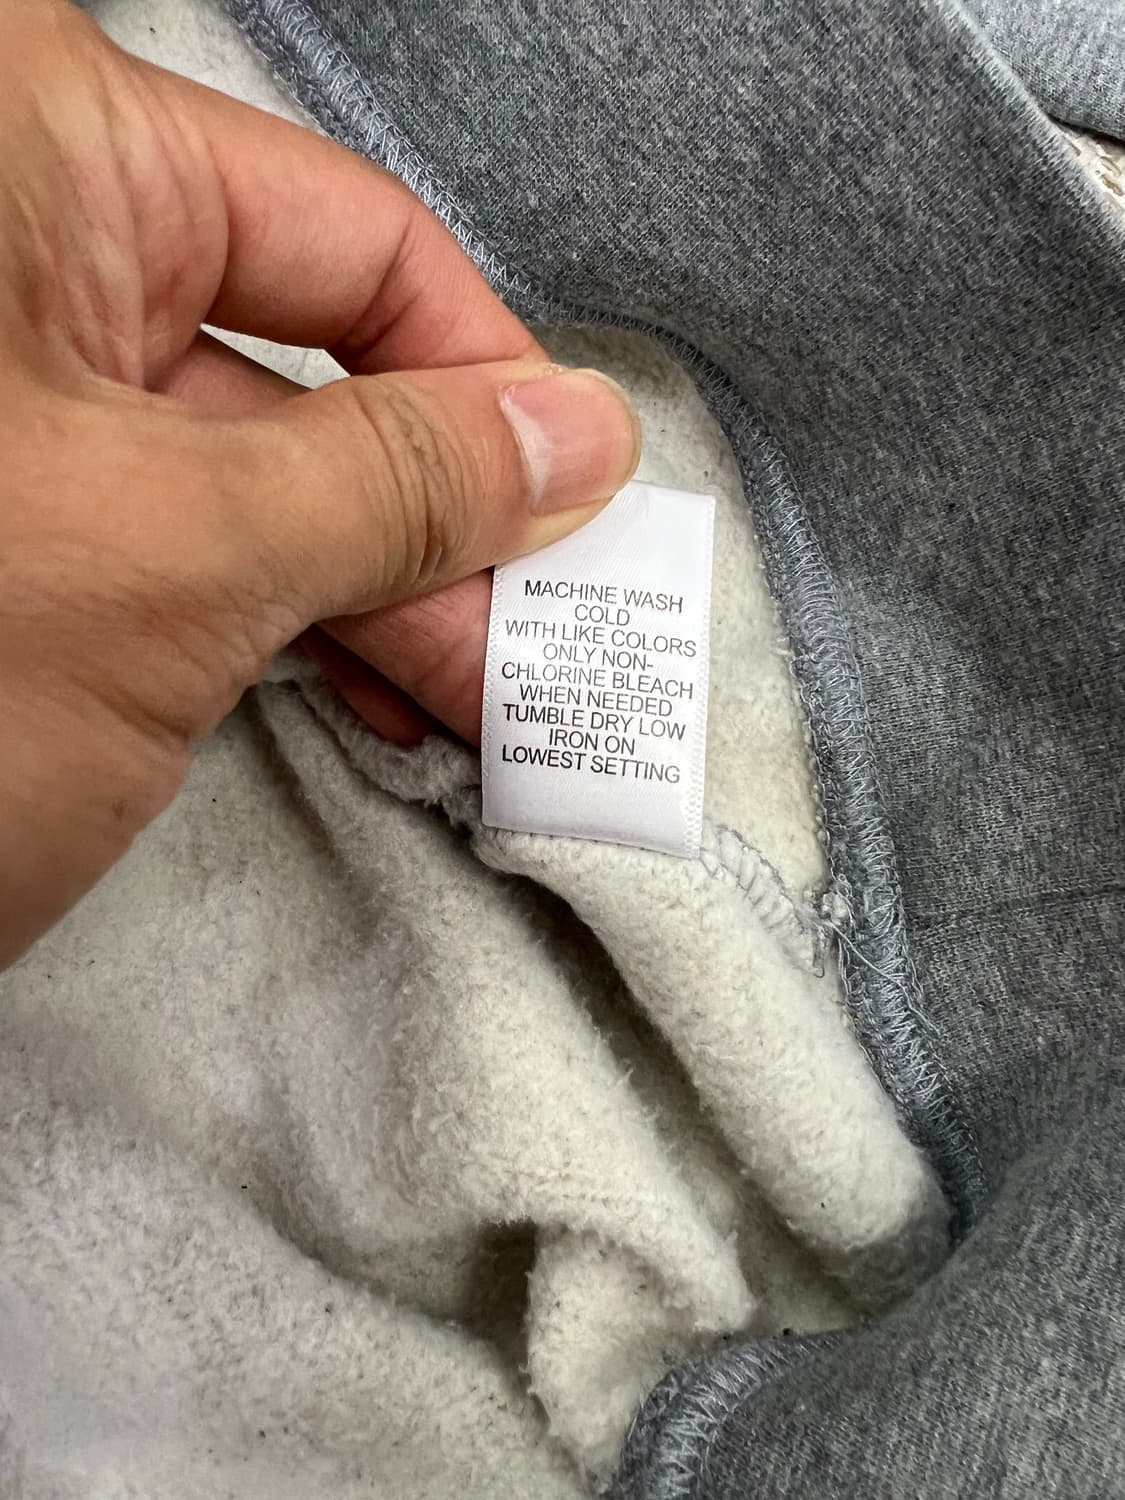 MACHINE WASH
COLD
WITH LIKE COLORS
ONLY NON-
CHLORINE BLEACH
WHEN NEEDED
TUMBLE DRY LOW
IRON ON
LOWEST SETTING